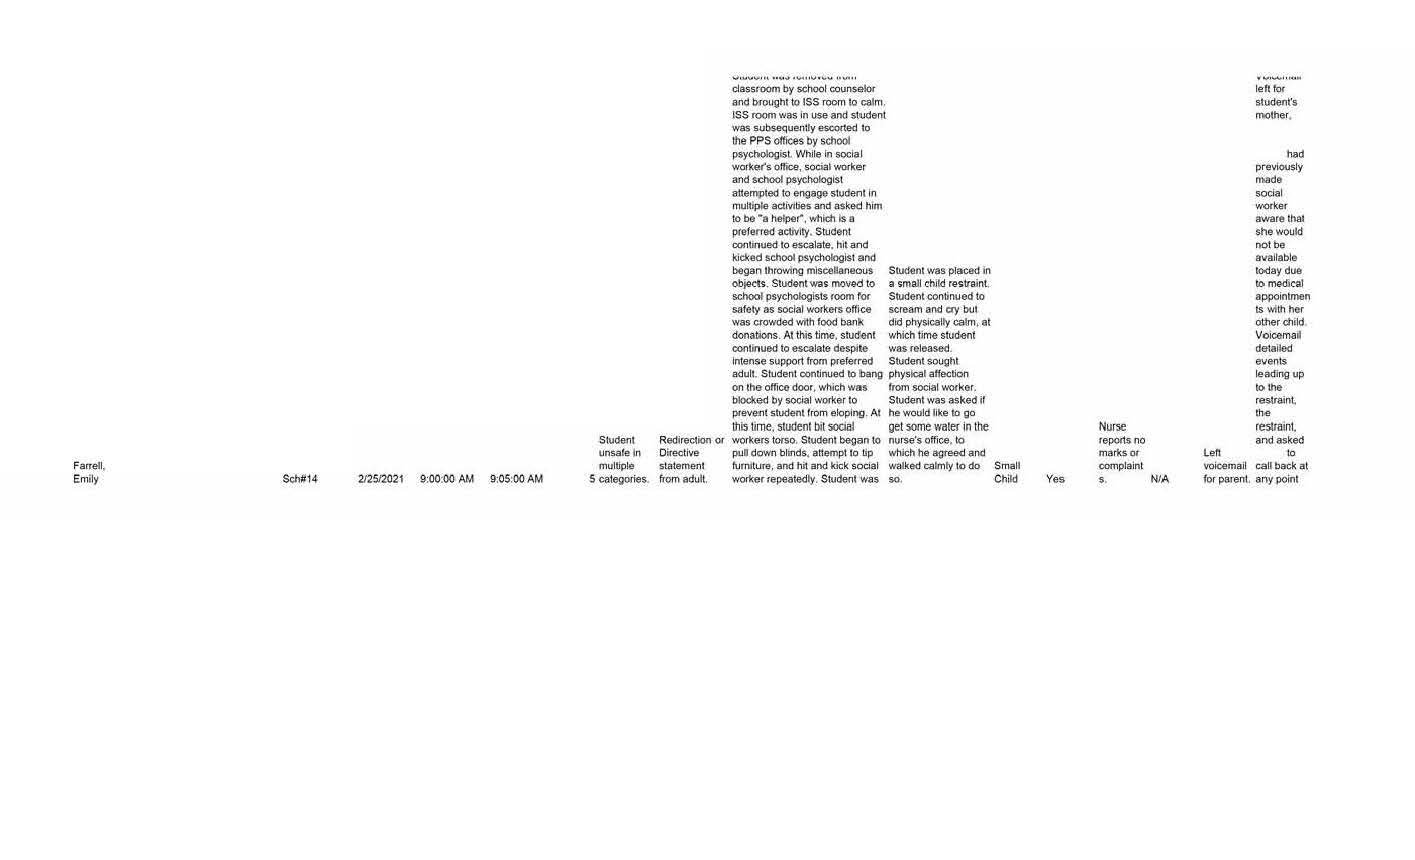 Farrell,
Emily
Sch#14
2/25/2021
9:00:00 AM
9:05:00 AM
5
Student
unsafe in
multiple
categories.
Redirection or
Directive
statement
from adult.
Student was removed from
classroom by school counselor
and brought to ISS room to calm.
ISS room was in use and student
was subsequently escorted to
the PPS offices by school
psychologist. While in social
worker's office, social worker
and school psychologist
attempted to engage student in
multiple activities and asked him
to be "a helper", which is a
preferred activity. Student
continued to escalate, hit and
kicked school psychologist and
began throwing miscellaneous
objects. Student was moved to
school psychologists room for
safety as social workers office
was crowded with food bank
donations. At this time, student
continued to escalate despite
intense support from preferred
adult. Student continued to bang
on the office door, which was
blocked by social worker to
prevent student from eloping. At
this time, student bit social
workers torso. Student began to
pull down blinds, attempt to tip
furniture, and hit and kick social
worker repeatedly. Student was
Student was placed in
a small child restraint.
Student continued to
scream and cry but
did physically calm, at
which time student
was released.
Student sought
physical affection
from social worker.
Student was asked if
he would like to go
get some water in the
nurse's office, to
which he agreed and
walked calmly to do
so.
Small
Child
Yes
Nurse
reports no
marks or
complaint
s.
N/A
Left
voicemail
for parent.
Voicemail
left for
student's
mother,
had
previously
made
social
worker
aware that
she would
not be
available
today due
to medical
appointmen
ts with her
other child.
Voicemail
detailed
events
leading up
to the
restraint,
the
restraint,
and asked
to
call back at
any point